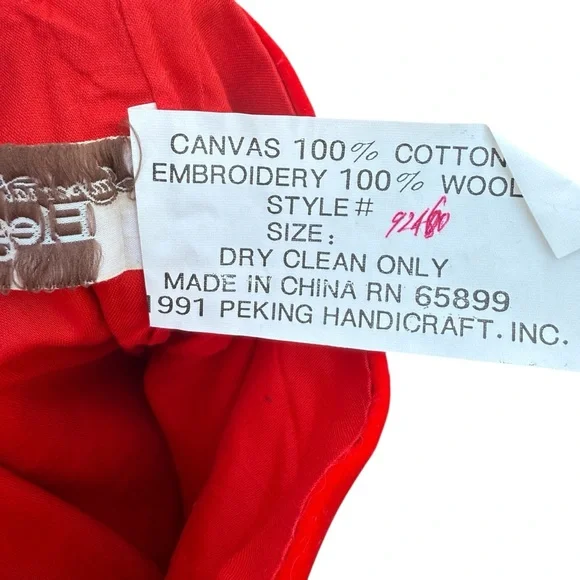 CANVAS 100% COTTON
EMBROIDERY 100% WOOL
STYLE #
SIZE:
DRY CLEAN ONLY
MADE IN CHINA RN 65899
1991 PEKING HANDICRAFT. INC.